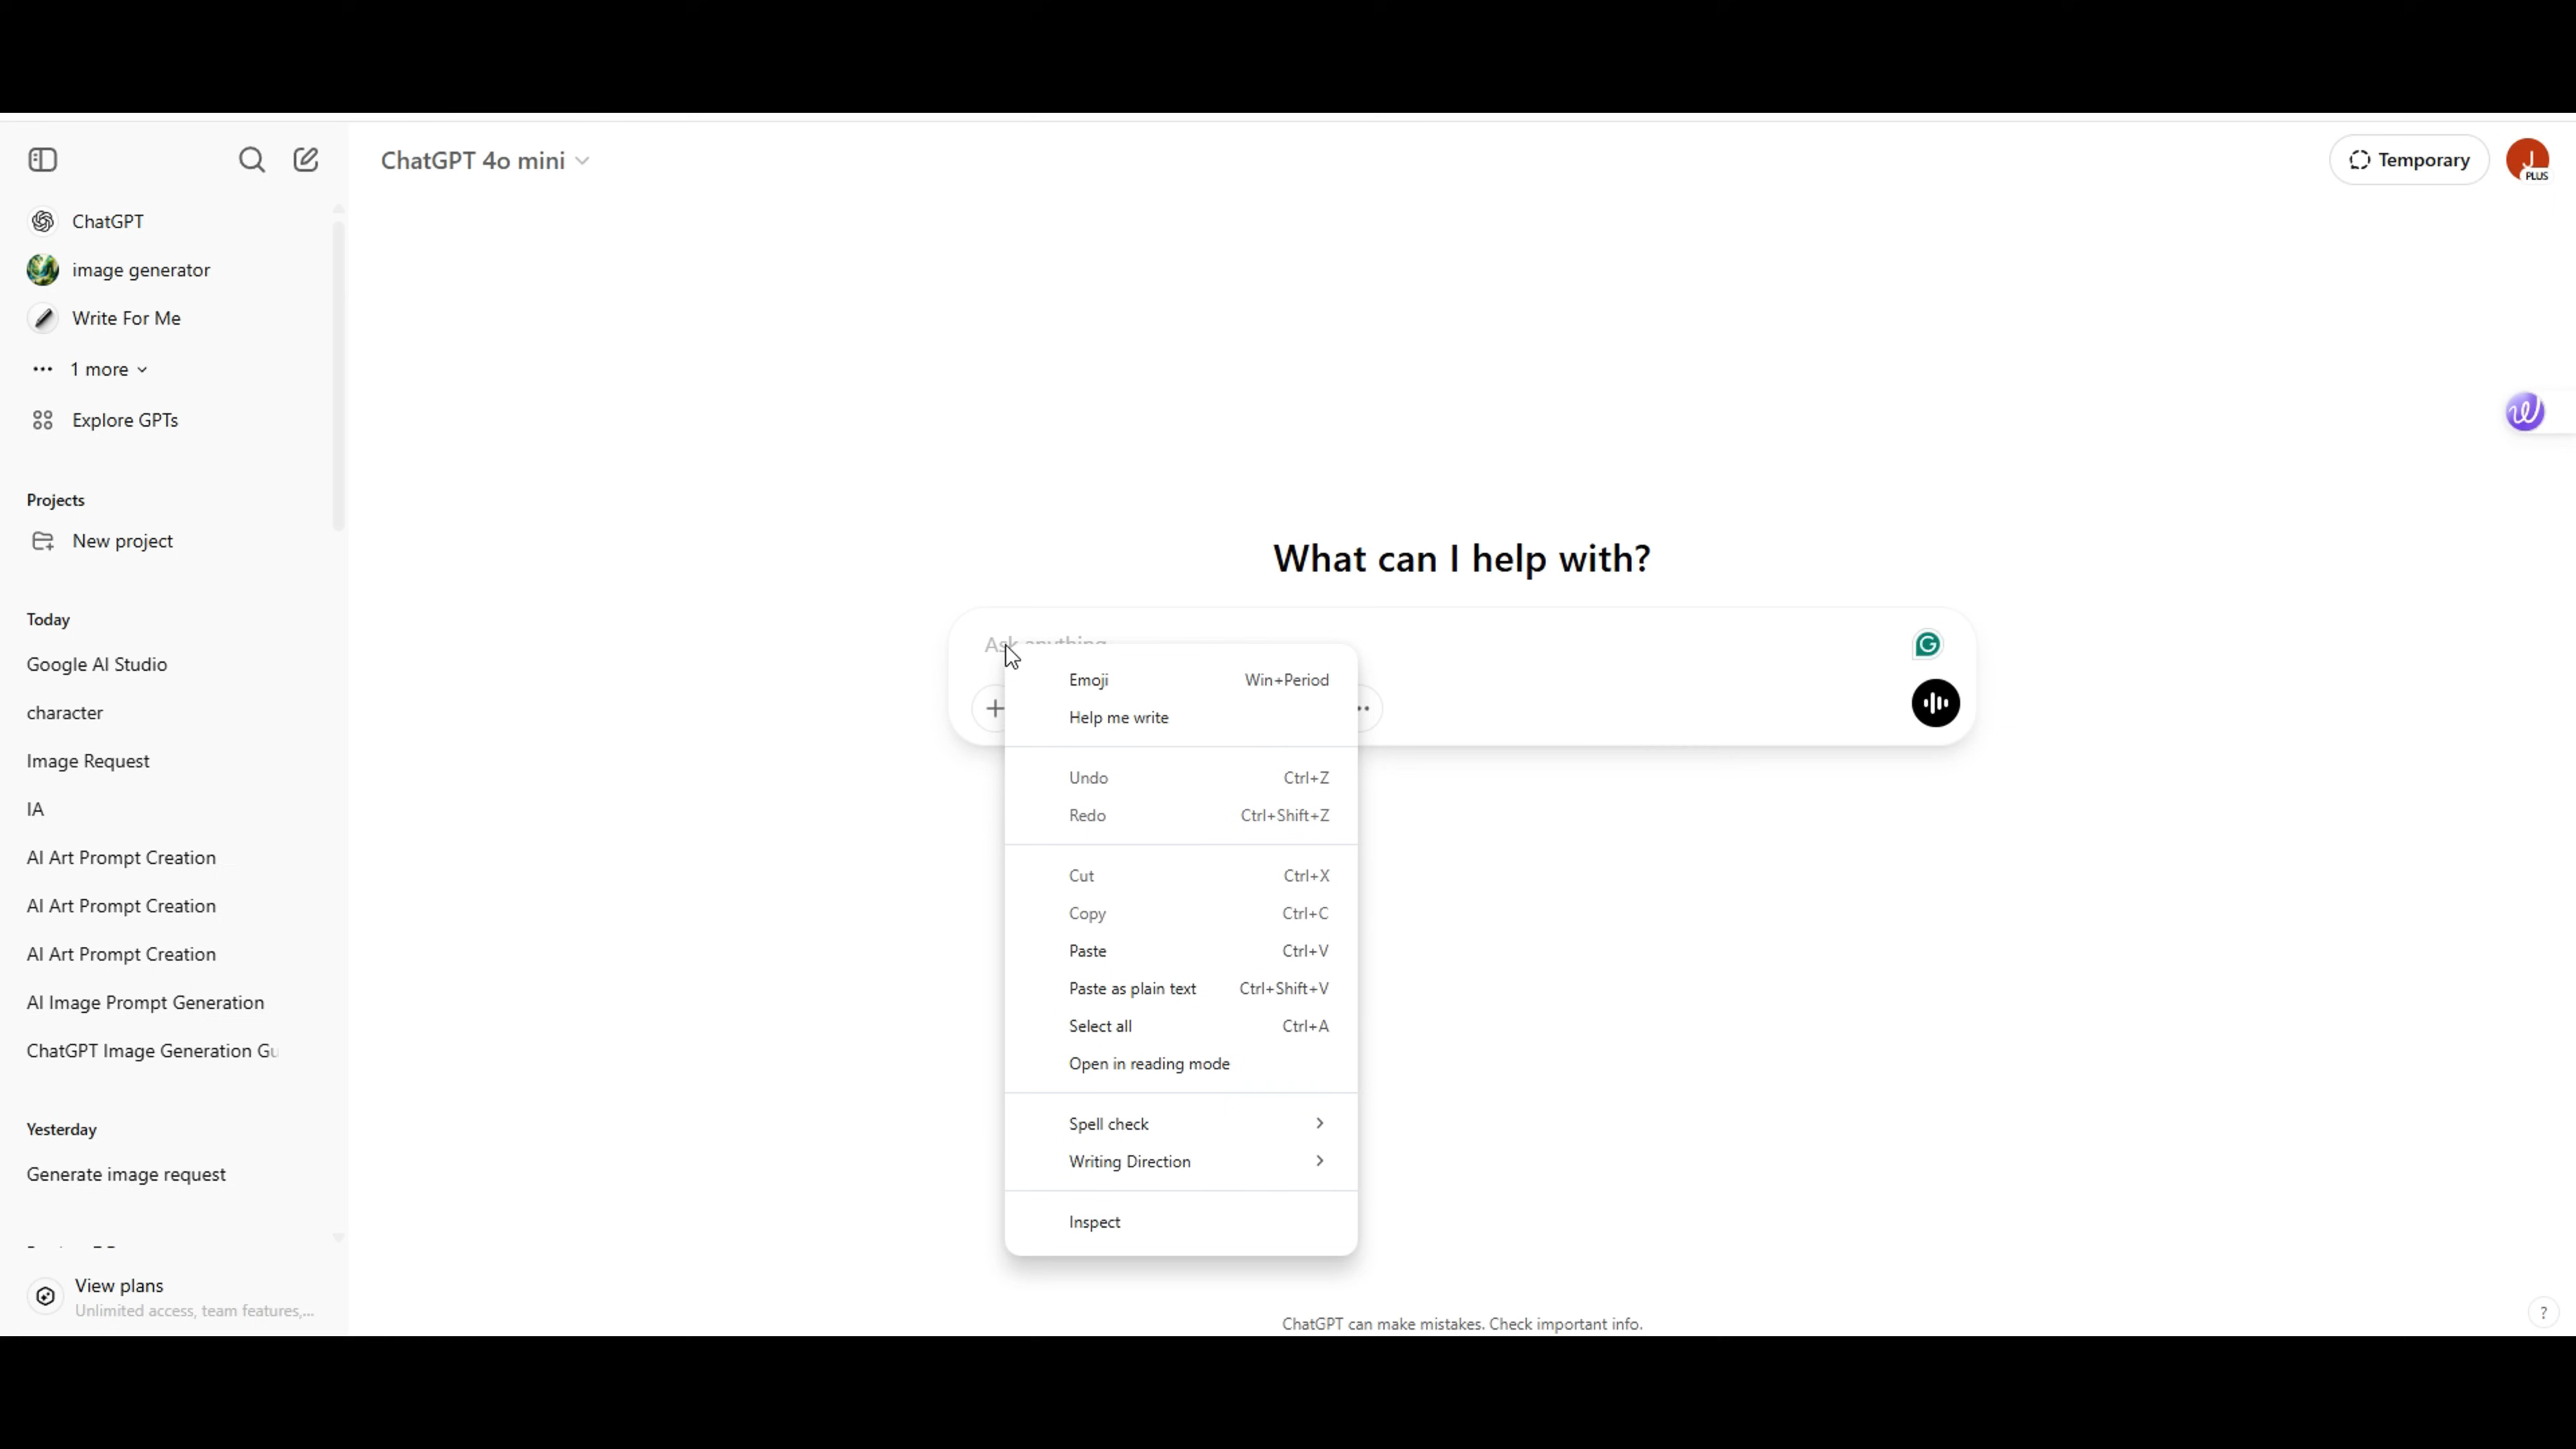 ChatGPT 4o mini
Temporary
J
PLUS
ChatGPT
image generator
Write For Me
1 more
Explore GPTs
Projects
New project
Today
Google AI Studio
character
Image Request
IA
AI Art Prompt Creation
AI Art Prompt Creation
AI Art Prompt Creation
AI Image Prompt Generation
ChatGPT Image Generation Gu
Yesterday
Generate image request
View plans
Unlimited access, team features,...
What can I help with?
Ask anything
Emoji Win+Period
Help me write
Undo Ctrl+Z
Redo Ctrl+Shift+Z
Cut Ctrl+X
Copy Ctrl+C
Paste Ctrl+V
Paste as plain text Ctrl+Shift+V
Select all Ctrl+A
Open in reading mode
Spell check
Writing Direction
Inspect
ChatGPT can make mistakes. Check important info.
?